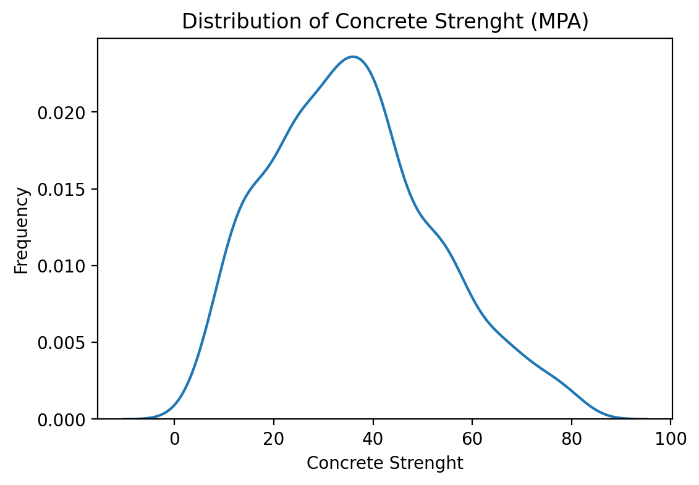 Distribution of Concrete Strenght (MPA)
0.020
0.015
0.010
0.005
0.000
Frequency
0 20 40 60 80 100
Concrete Strenght